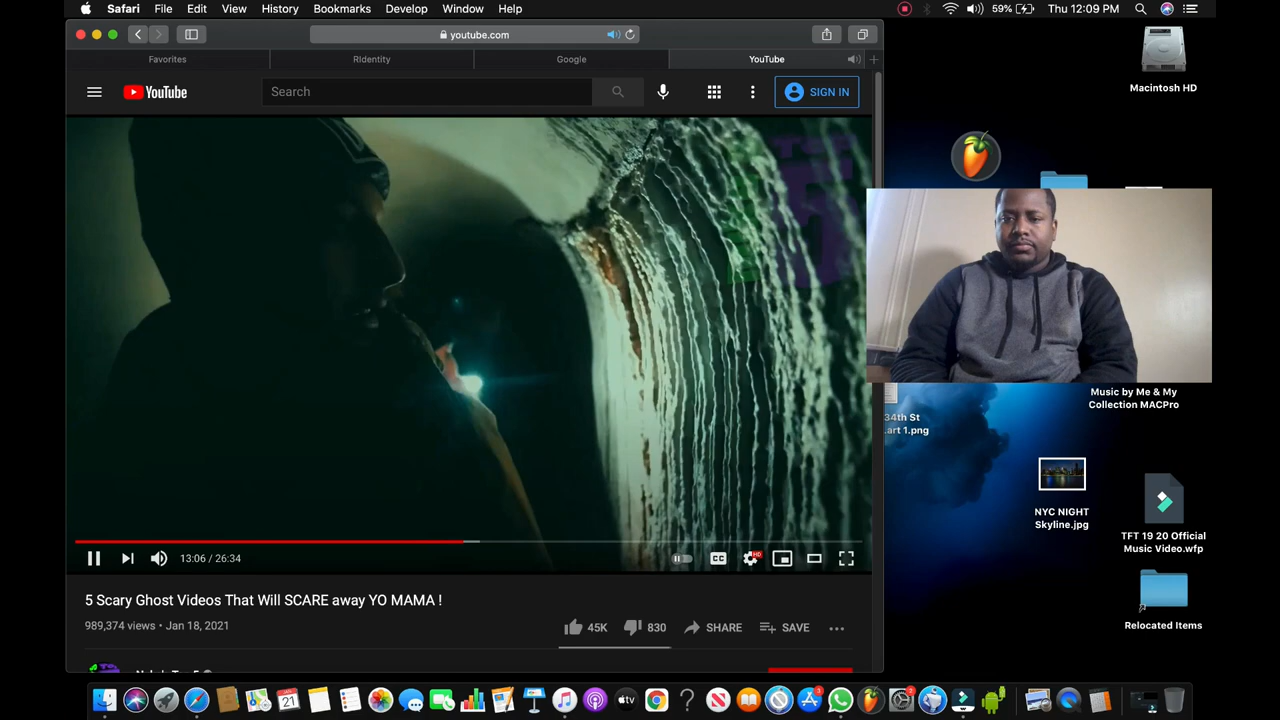 Safari File Edit View History Bookmarks Develop Window Help 59% Thu 12:09 PM
youtube.com
Favorites RIdentity Google YouTube
YouTube Search SIGN IN
Macintosh HD
Music by Me & My
Collection MACPro
34th St
art 1.png
NYC NIGHT
Skyline.jpg
TFT 19 20 Official
Music Video.wfp
13:06 / 26:34 CC HD
5 Scary Ghost Videos That Will SCARE away YO MAMA !
989,374 views • Jan 18, 2021 45K 830 SHARE SAVE
Relocated Items